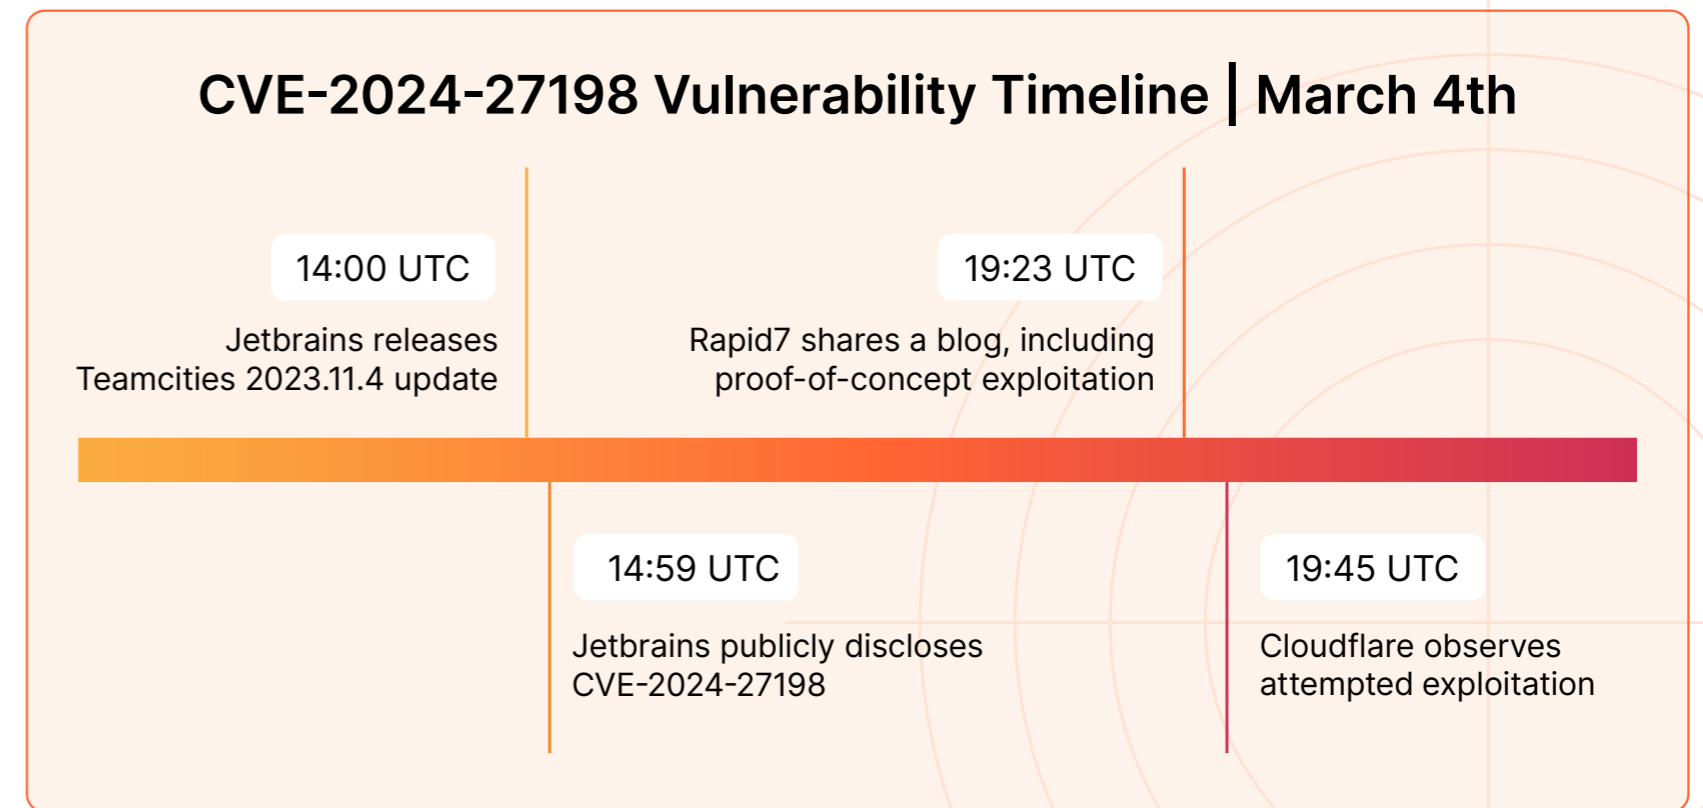 CVE-2024-27198 Vulnerability Timeline | March 4th
14:00 UTC
Jetbrains releases
Teamcities 2023.11.4 update
14:59 UTC
Jetbrains publicly discloses
CVE-2024-27198
19:23 UTC
Rapid7 shares a blog, including
proof-of-concept exploitation
19:45 UTC
Cloudflare observes
attempted exploitation